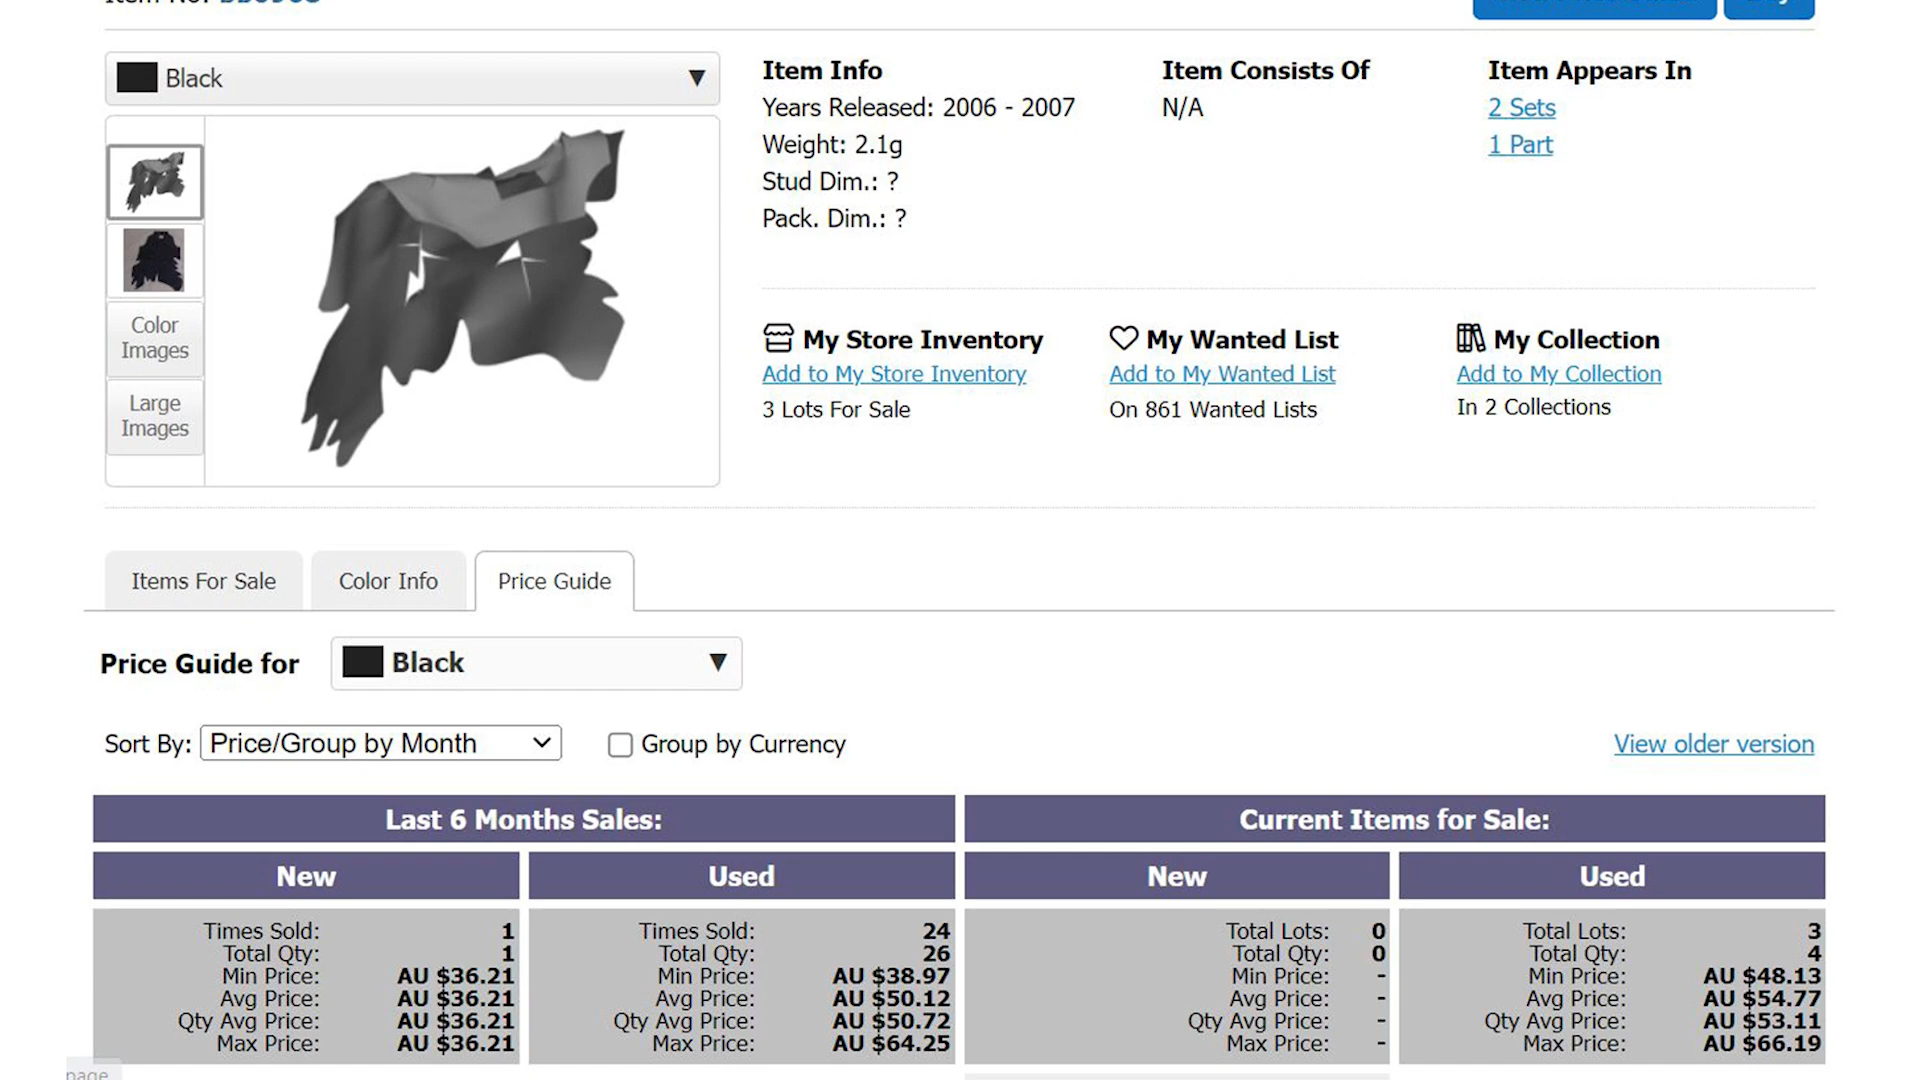 Item No:
Black
Color
Images
Large
Images
Item Info
Years Released: 2006 - 2007
Weight: 2.1g
Stud Dim.: ?
Pack. Dim.: ?
Item Consists Of
N/A
Item Appears In
2 Sets
1 Part
My Store Inventory
Add to My Store Inventory
3 Lots For Sale
My Wanted List
Add to My Wanted List
On 861 Wanted Lists
My Collection
Add to My Collection
In 2 Collections
Items For Sale
Color Info
Price Guide
Price Guide for Black
Sort By: Price/Group by Month Group by Currency View older version
Last 6 Months Sales:
Current Items for Sale:
New
Used
New
Used
Times Sold: 1
Total Qty: 1
Min Price: AU $36.21
Avg Price: AU $36.21
Qty Avg Price: AU $36.21
Max Price: AU $36.21
Times Sold: 24
Total Qty: 26
Min Price: AU $38.97
Avg Price: AU $50.12
Qty Avg Price: AU $50.72
Max Price: AU $64.25
Total Lots: 0
Total Qty: 0
Min Price: -
Avg Price: -
Qty Avg Price: -
Max Price: -
Total Lots: 3
Total Qty: 4
Min Price: AU $48.13
Avg Price: AU $54.77
Qty Avg Price: AU $53.11
Max Price: AU $66.19
page